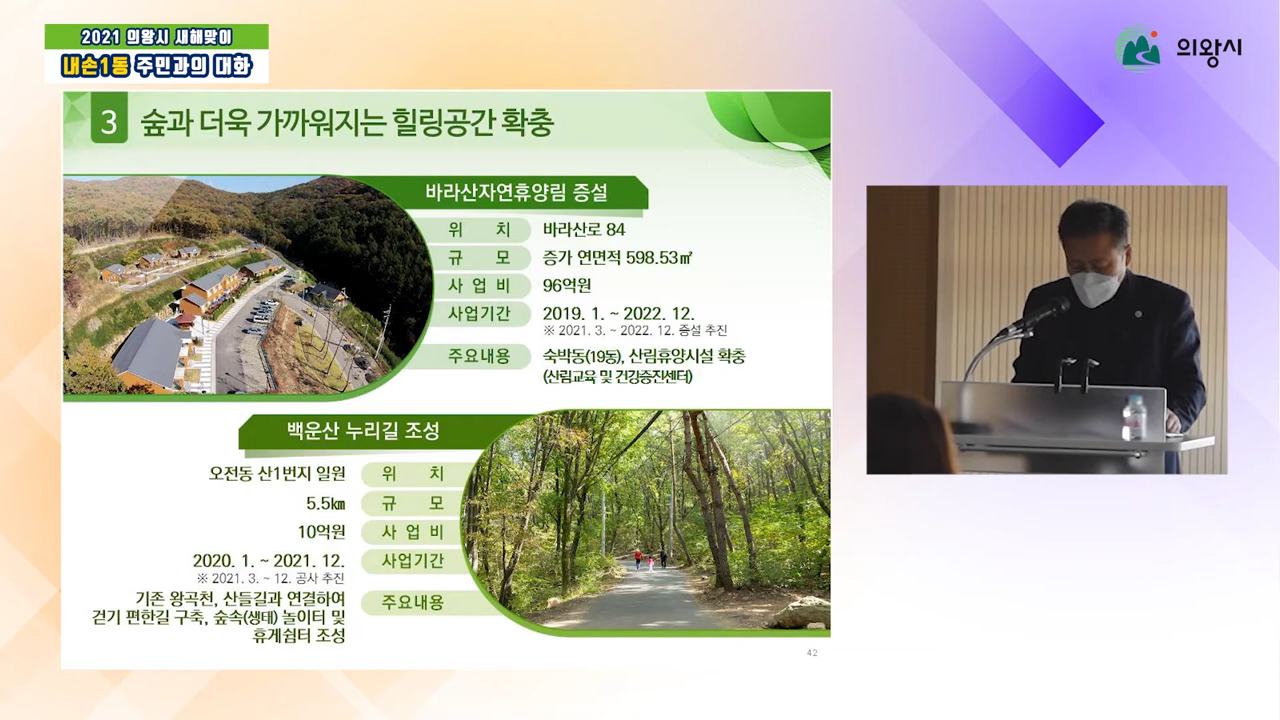 2021 의왕시 새해맞이
내손1동 주민과의 대화
의왕시
3 숲과 더욱 가까워지는 힐링공간 확충
바라산자연휴양림 증설
위 치 바라산로 84
규 모 증가 연면적 598.53㎡
사 업 비 96억원
사업기간 2019. 1. ~ 2022. 12.
※ 2021. 3. ~ 2022. 12. 증설 추진
주요내용 숙박동(19동), 산림휴양시설 확충
(산림교육 및 건강증진센터)
백운산 누리길 조성
오전동 산1번지 일원 위 치
5.5㎞ 규 모
10억원 사 업 비
2020. 1. ~ 2021. 12. 사업기간
※ 2021. 3. ~ 12. 공사 추진
기존 왕곡천, 산들길과 연결하여 주요내용
걷기 편한길 구축, 숲속(생태) 놀이터 및
휴게쉼터 조성
42